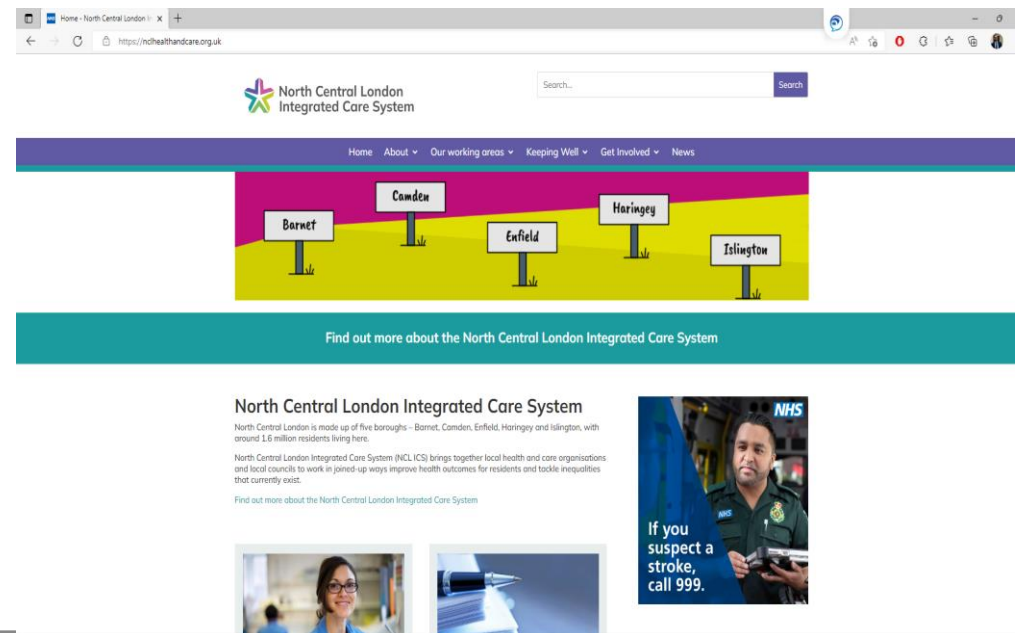 Home - North Central London In
https://nclhealthandcare.org.uk
North Central London
Integrated Care System
Search...
Search
Home About Our working areas Keeping Well Get Involved News
Barnet
Camden
Enfield
Haringey
Islington
Find out more about the North Central London Integrated Care System
North Central London Integrated Care System
North Central London is made up of five boroughs – Barnet, Camden, Enfield, Haringey and Islington, with
around 1.6 million residents living here.
North Central London Integrated Care System (NCL ICS) brings together local health and care organisations
and local councils to work in joined-up ways improve health outcomes for residents and tackle inequalities
that currently exist.
Find out more about the North Central London Integrated Care System
NHS
NHS
If you
suspect a
stroke,
call 999.